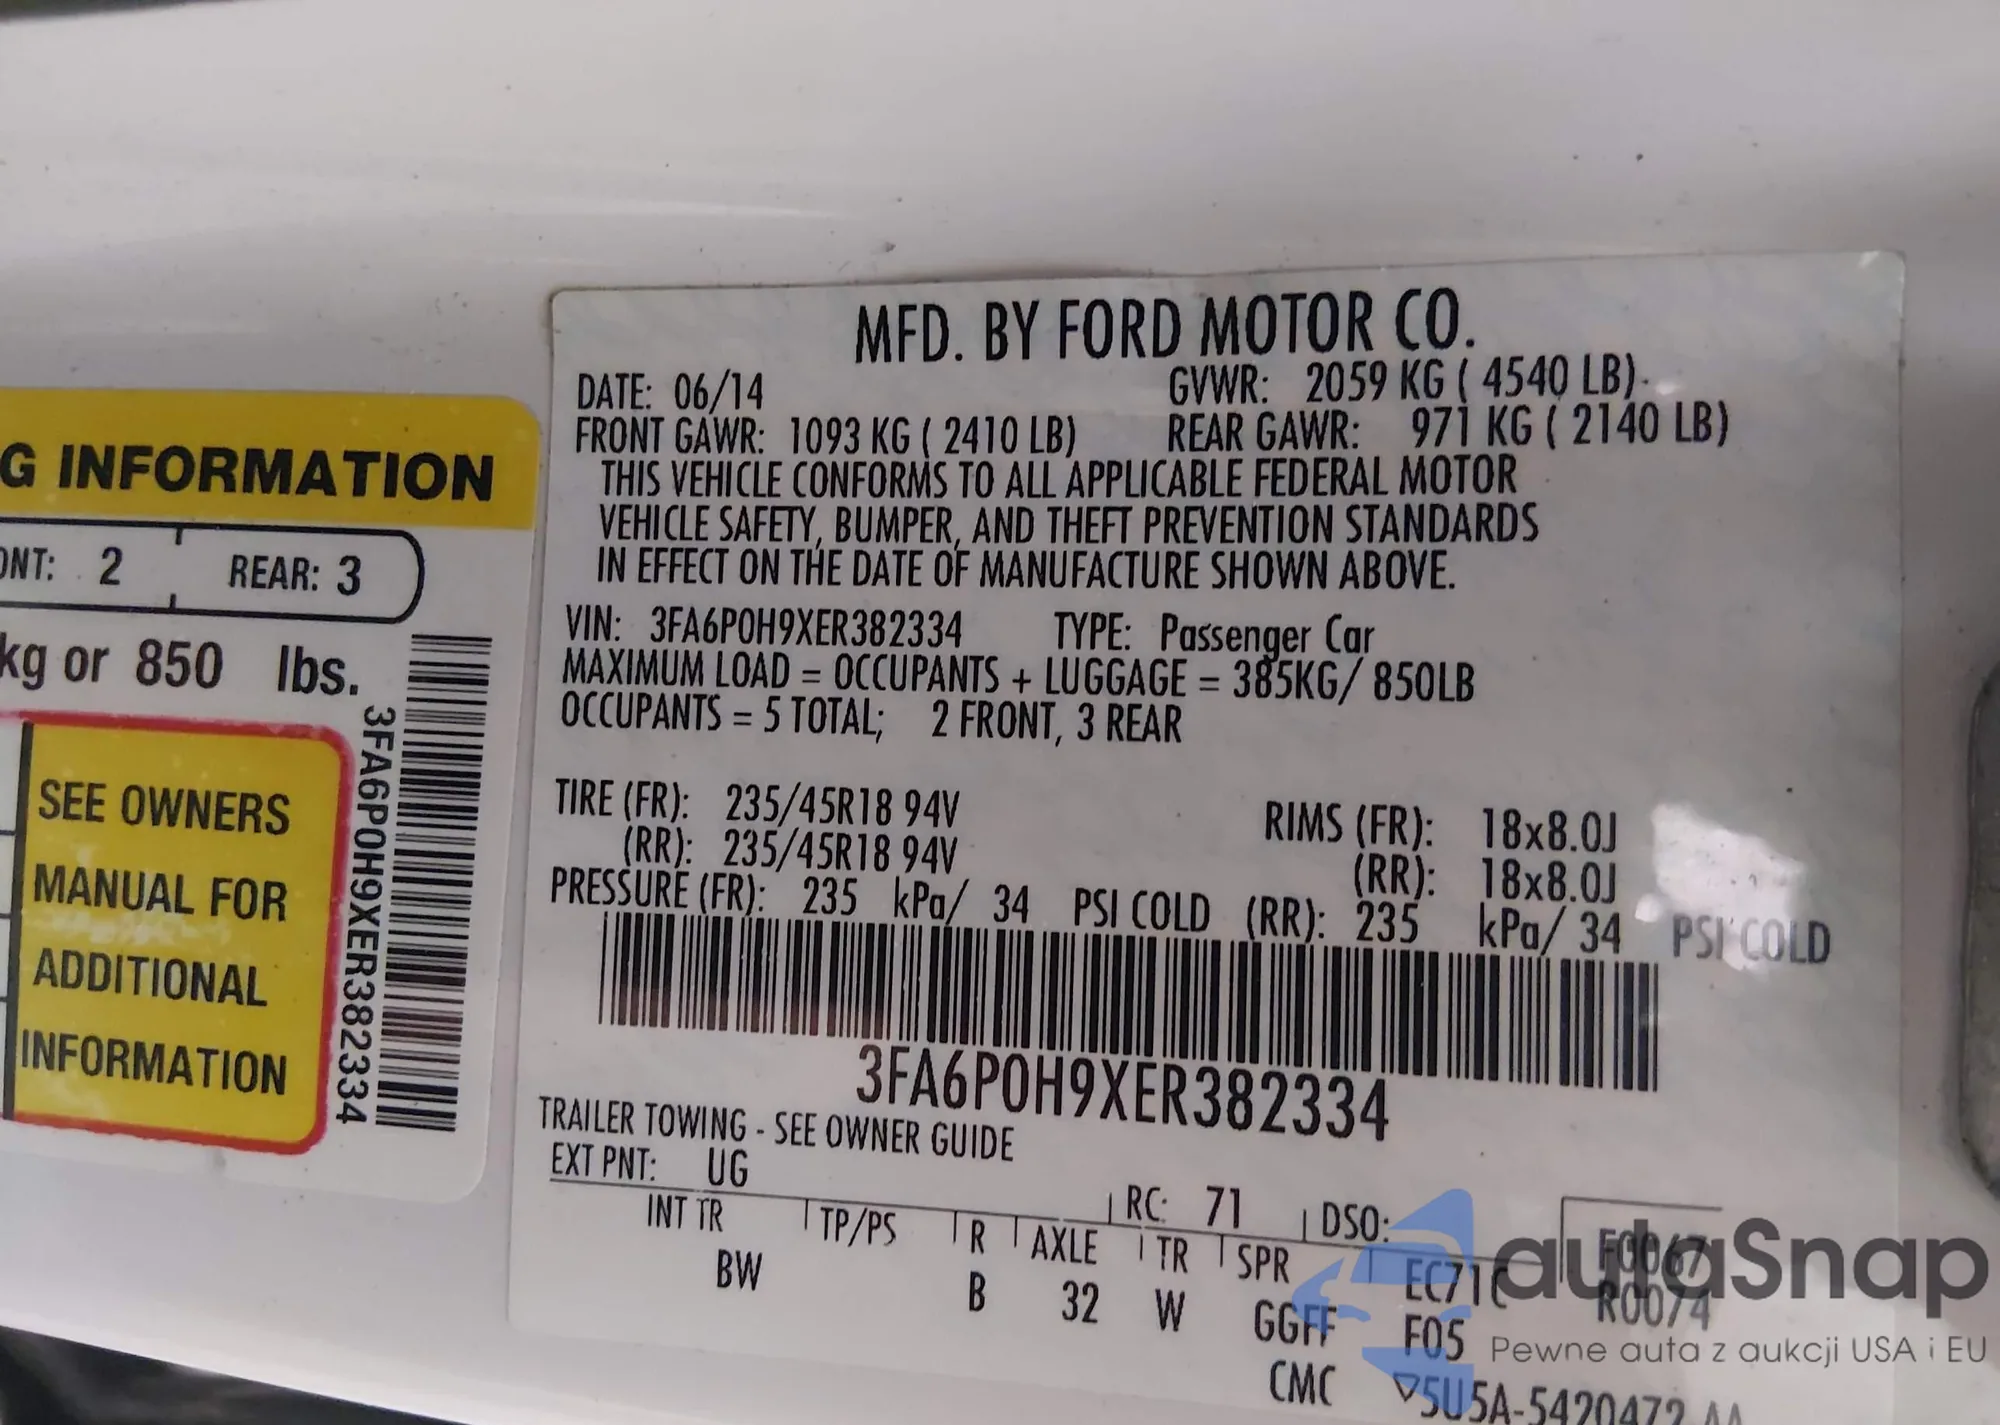 G INFORMATION
ONT: 2 REAR: 3
kg or 850 lbs.
SEE OWNERS
MANUAL FOR
ADDITIONAL
INFORMATION
3FA6P0H9XER382334
MFD. BY FORD MOTOR CO.
DATE: 06/14 GVWR: 2059 KG ( 4540 LB)
FRONT GAWR: 1093 KG ( 2410 LB) REAR GAWR: 971 KG ( 2140 LB)
THIS VEHICLE CONFORMS TO ALL APPLICABLE FEDERAL MOTOR
VEHICLE SAFETY, BUMPER, AND THEFT PREVENTION STANDARDS
IN EFFECT ON THE DATE OF MANUFACTURE SHOWN ABOVE.
VIN: 3FA6P0H9XER382334 TYPE: Passenger Car
MAXIMUM LOAD = OCCUPANTS + LUGGAGE = 385KG/ 850LB
OCCUPANTS = 5 TOTAL; 2 FRONT, 3 REAR
TIRE (FR): 235/45R18 94V RIMS (FR): 18x8.0J
(RR): 235/45R18 94V (RR): 18x8.0J
PRESSURE (FR): 235 kPa/ 34 PSI COLD (RR): 235 kPa/ 34 PSI COLD
3FA6P0H9XER382334
TRAILER TOWING - SEE OWNER GUIDE
EXT PNT: UG RC: 71 DSO:
INT TR TP/PS R AXLE TR SPR EC71C F0067
BW B 32 W GGFF F05 R0074
CMC ▽5U5A-5420472-AA
autaSnap
Pewne auta z aukcji USA i EU